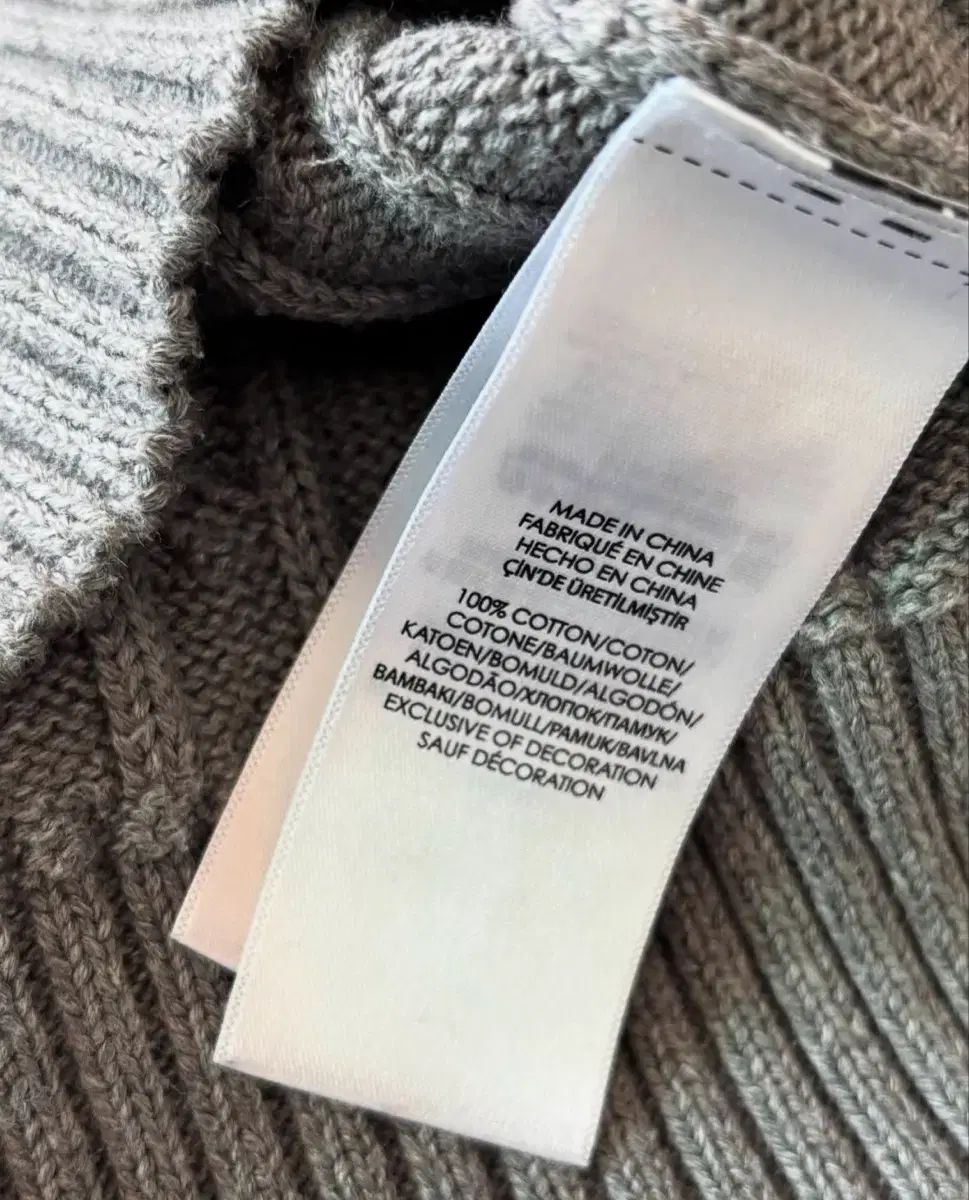 MADE IN CHINA
FABRIQUÉ EN CHINE
HECHO EN CHINA
ÇİN'DE ÜRETİLMİŞTİR
100% COTTON/COTON/
COTONE/BAUMWOLLE/
KATOEN/BOMULD/ALGODÓN/
ALGODÃO/ХЛОПОК/ПАМУК/
BAMBAKI/BOMULL/PAMUK/BAVLNA
EXCLUSIVE OF DECORATION
SAUF DÉCORATION